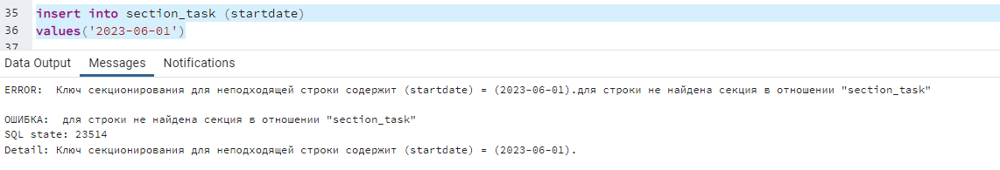 35 insert into section_task (startdate)
36 values('2023-06-01')
37
Data Output Messages Notifications
ERROR:  Ключ секционирования для неподходящей строки содержит (startdate) = (2023-06-01).для строки не найдена секция в отношении "section_task"
ОШИБКА:  для строки не найдена секция в отношении "section_task"
SQL state: 23514
Detail: Ключ секционирования для неподходящей строки содержит (startdate) = (2023-06-01).